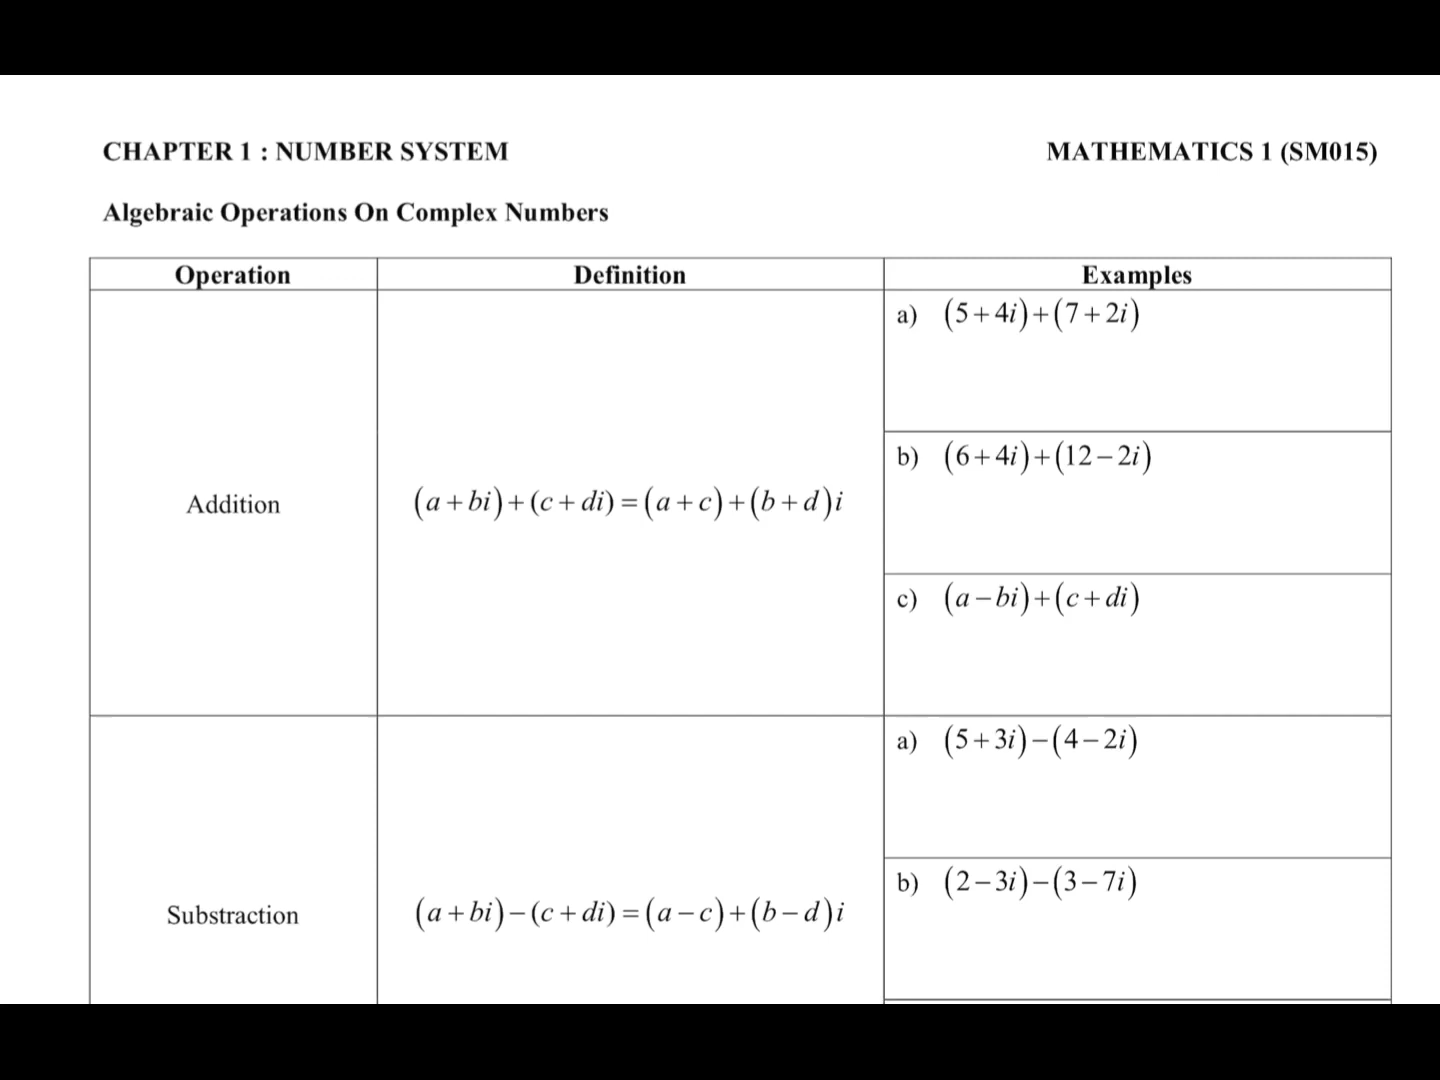 CHAPTER 1 : NUMBER SYSTEM MATHEMATICS 1 (SM015)
Algebraic Operations On Complex Numbers
Operation Definition Examples
a) (5+4i)+(7+2i)
b) (6+4i)+(12−2i)
Addition (a+bi)+(c+di)=(a+c)+(b+d)i
c) (a−bi)+(c+di)
a) (5+3i)−(4−2i)
b) (2−3i)−(3−7i)
Substraction (a+bi)−(c+di)=(a−c)+(b−d)i